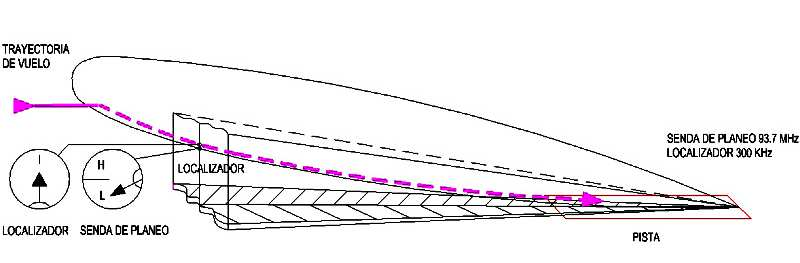 TRAYECTORIA
DE VUELO
SENDA DE PLANEO 93.7 MHz
LOCALIZADOR 300 KHz
H
L
I
LOCALIZADOR
LOCALIZADOR
SENDA DE PLANEO
PISTA